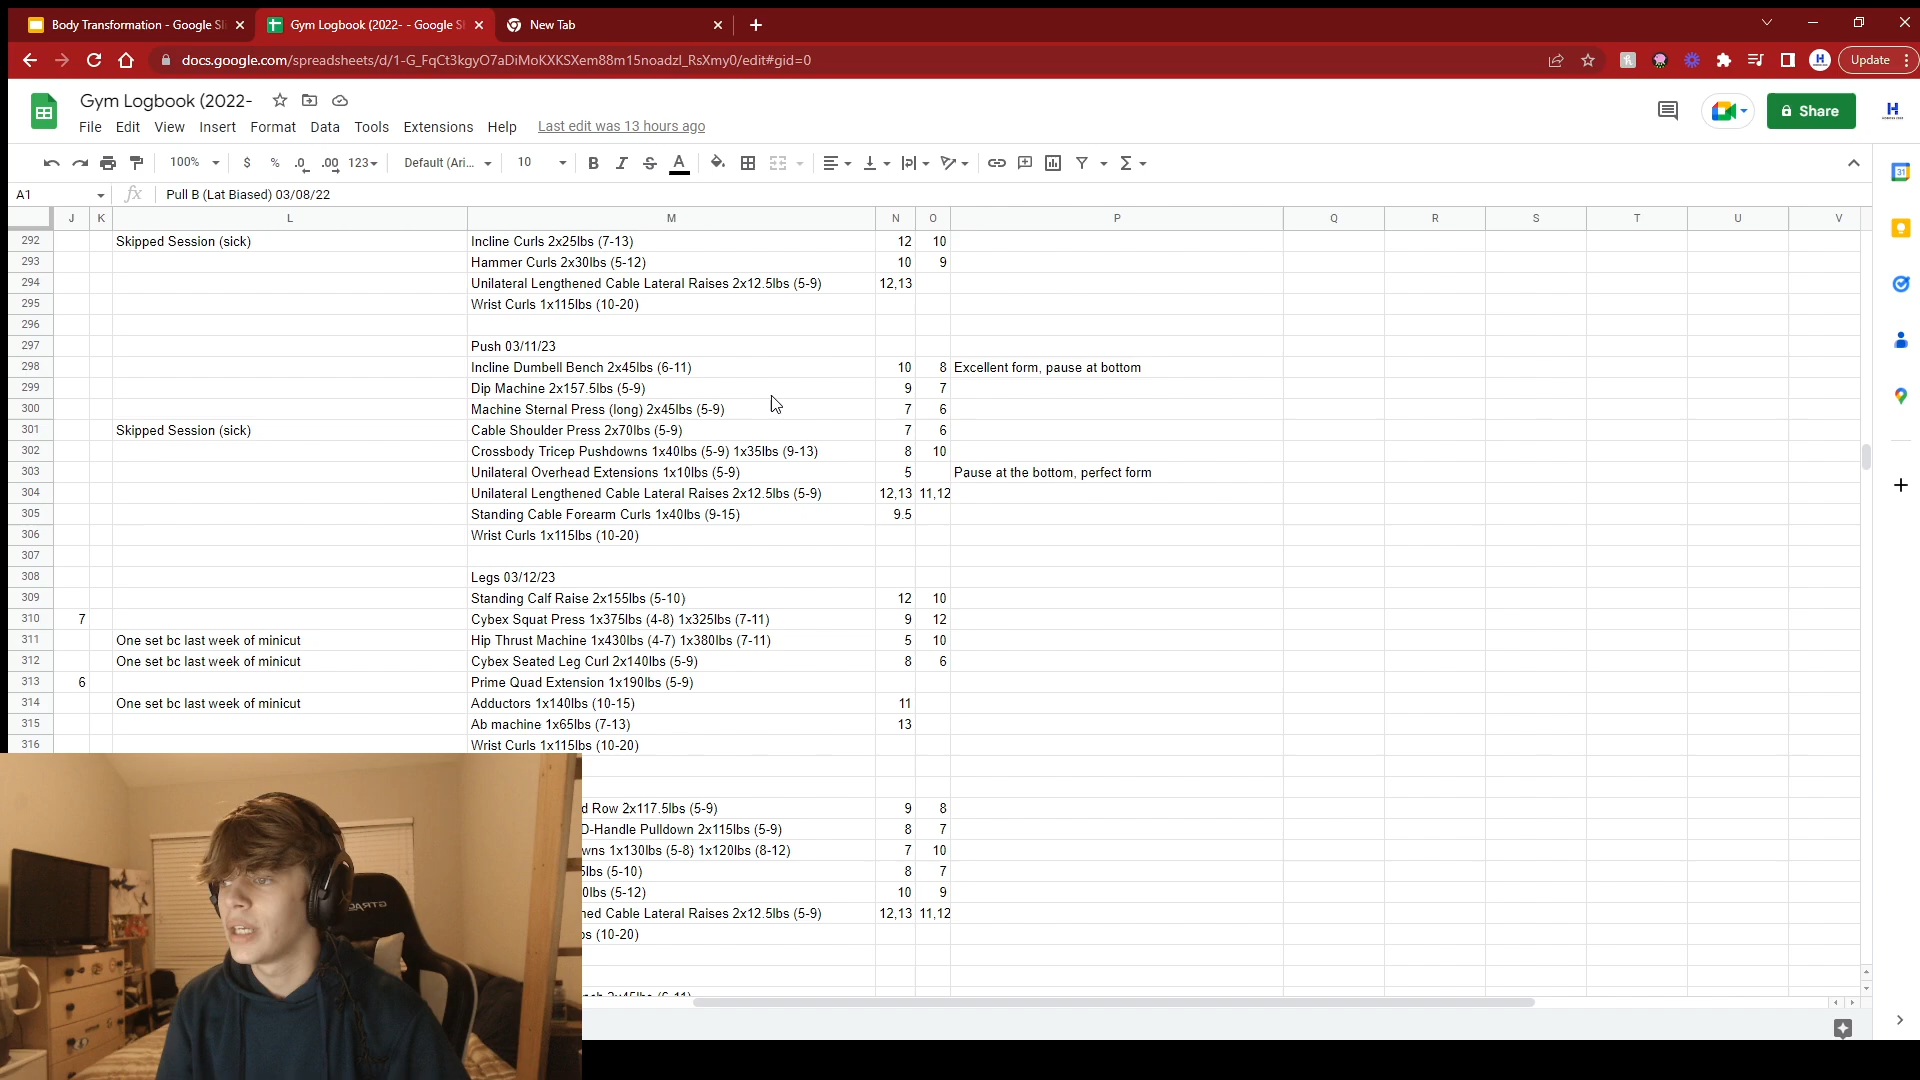 Body Transformation - Google Sl
Gym Logbook (2022- - Google Sh
New Tab
docs.google.com/spreadsheets/d/1-G_FqCt3kgyO7aDiMoKXKSXem88m15noadzI_RsXmy0/edit#gid=0
Update
Gym Logbook (2022-
File Edit View Insert Format Data Tools Extensions Help Last edit was 13 hours ago
Share
100% $ % .0 .00 123 Default (Ari... 10 B I S A
A1 fx Pull B (Lat Biased) 03/08/22
J K L M N O P Q R S T U V
292 Skipped Session (sick) Incline Curls 2x25lbs (7-13) 12 10
293 Hammer Curls 2x30lbs (5-12) 10 9
294 Unilateral Lengthened Cable Lateral Raises 2x12.5lbs (5-9) 12,13
295 Wrist Curls 1x115lbs (10-20)
296
297 Push 03/11/23
298 Incline Dumbell Bench 2x45lbs (6-11) 10 8 Excellent form, pause at bottom
299 Dip Machine 2x157.5lbs (5-9) 9 7
300 Machine Sternal Press (long) 2x45lbs (5-9) 7 6
301 Skipped Session (sick) Cable Shoulder Press 2x70lbs (5-9) 7 6
302 Crossbody Tricep Pushdowns 1x40lbs (5-9) 1x35lbs (9-13) 8 10
303 Unilateral Overhead Extensions 1x10lbs (5-9) 5 Pause at the bottom, perfect form
304 Unilateral Lengthened Cable Lateral Raises 2x12.5lbs (5-9) 12,13 11,12
305 Standing Cable Forearm Curls 1x40lbs (9-15) 9.5
306 Wrist Curls 1x115lbs (10-20)
307
308 Legs 03/12/23
309 Standing Calf Raise 2x155lbs (5-10) 12 10
310 7 Cybex Squat Press 1x375lbs (4-8) 1x325lbs (7-11) 9 12
311 One set bc last week of minicut Hip Thrust Machine 1x430lbs (4-7) 1x380lbs (7-11) 5 10
312 One set bc last week of minicut Cybex Seated Leg Curl 2x140lbs (5-9) 8 6
313 6 Prime Quad Extension 1x190lbs (5-9)
314 One set bc last week of minicut Adductors 1x140lbs (10-15) 11
315 Ab machine 1x65lbs (7-13) 13
316 Wrist Curls 1x115lbs (10-20)
d Row 2x117.5lbs (5-9) 9 8
D-Handle Pulldown 2x115lbs (5-9) 8 7
wns 1x130lbs (5-8) 1x120lbs (8-12) 7 10
5lbs (5-10) 8 7
0lbs (5-12) 10 9
ned Cable Lateral Raises 2x12.5lbs (5-9) 12,13 11,12
bs (10-20)